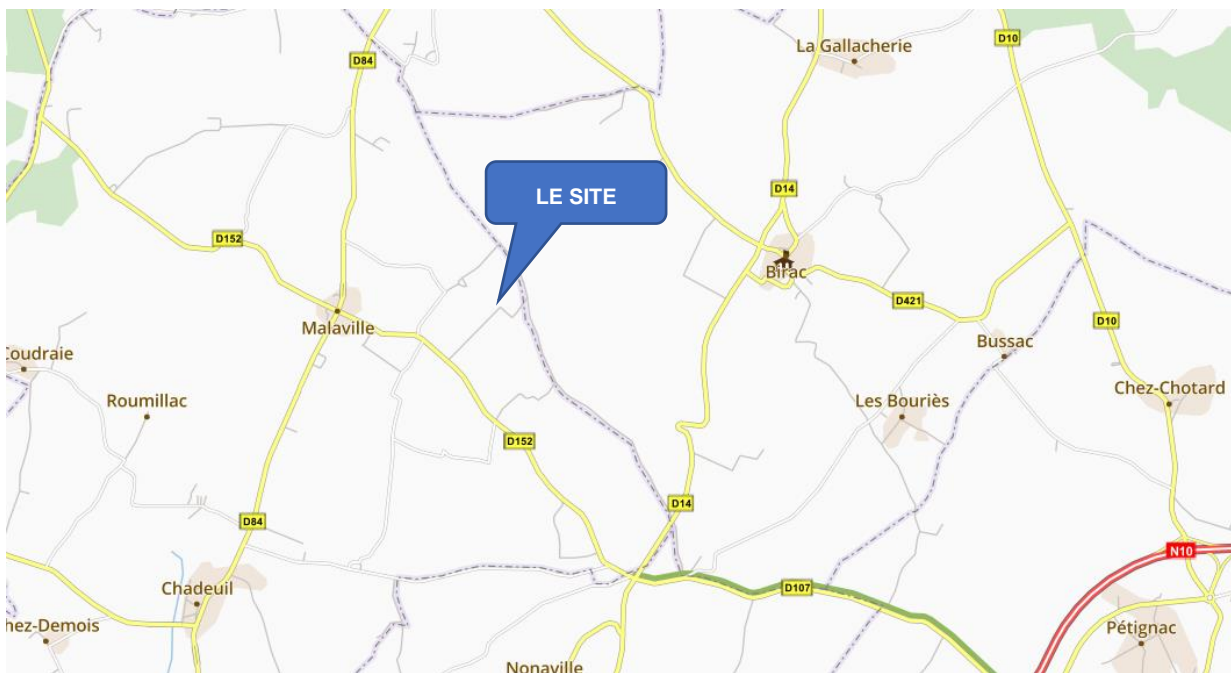 La Gallacherie
D10
D84
D14
LE SITE
D152
Birac
D421
Malaville
D10
Bussac
Coudraie
Chez-Chotard
Roumillac
Les Bouriès
D152
D14
D84
N10
Chadeuil
D107
hez-Demois
Pétignac
Nonaville